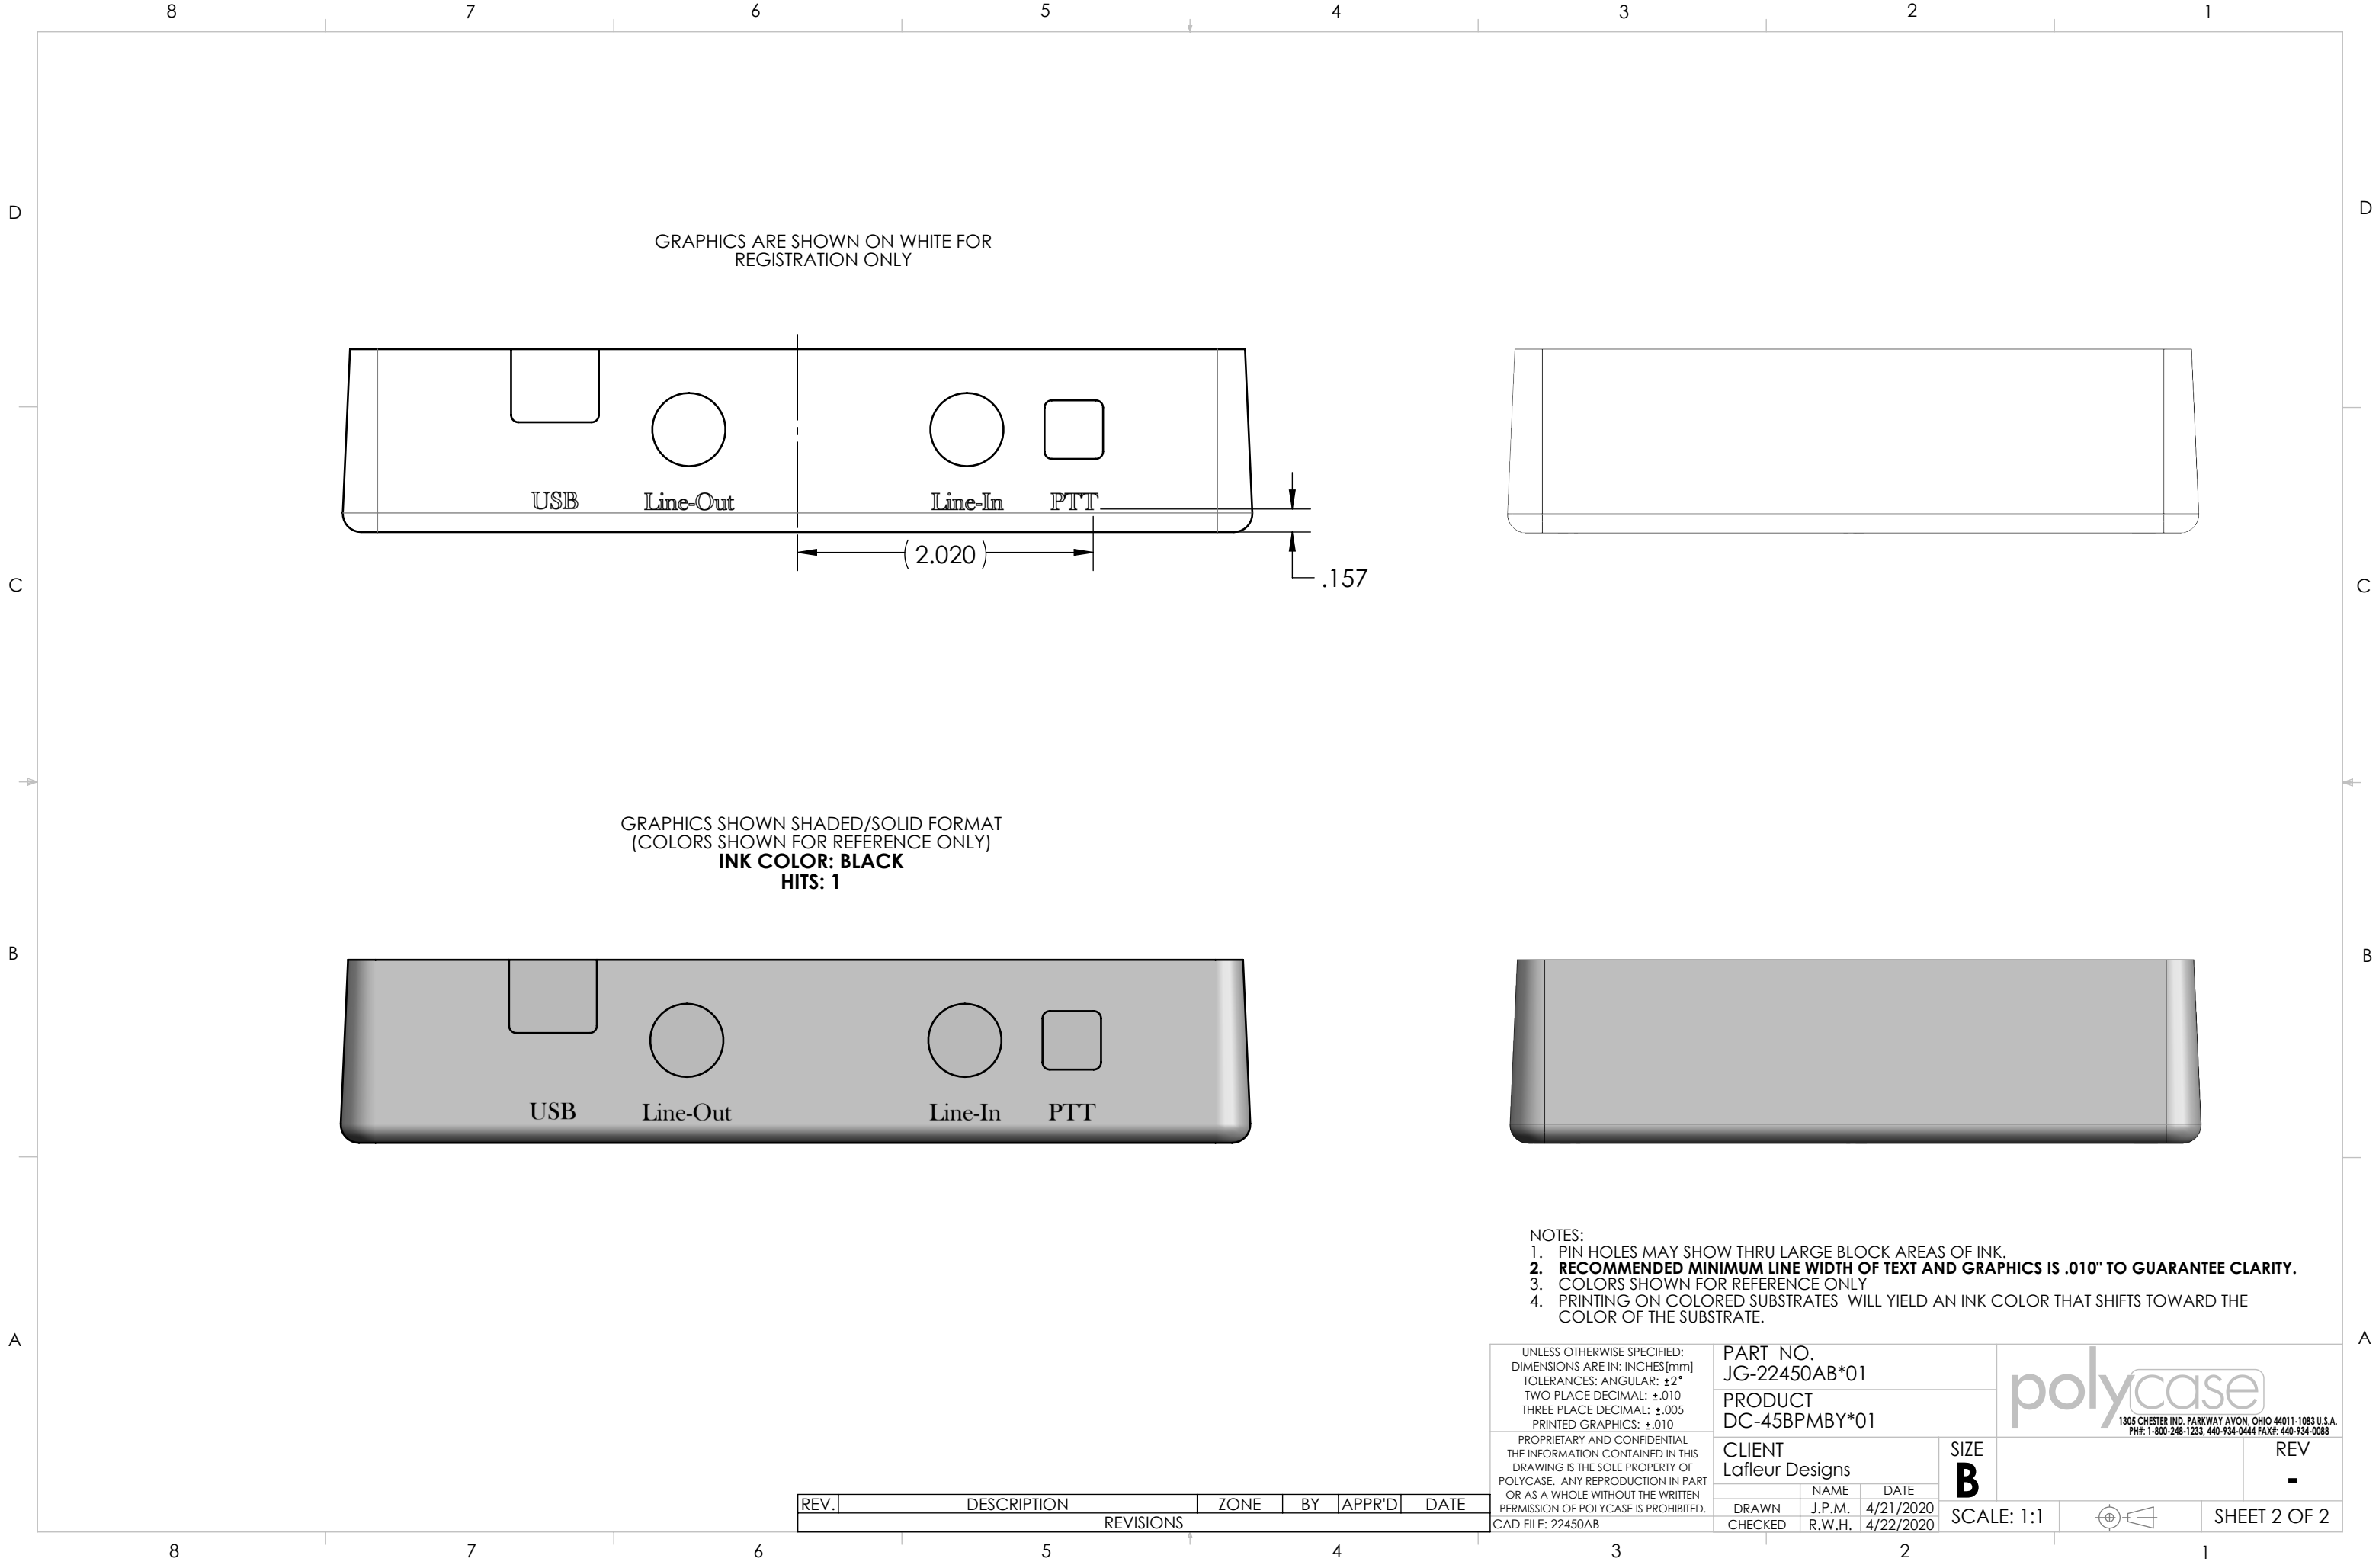 8 7 6 5 4 3 2 1
D D
GRAPHICS ARE SHOWN ON WHITE FOR
REGISTRATION ONLY
USB Line-Out Line-In PTT
(2.020)
.157
C C
GRAPHICS SHOWN SHADED/SOLID FORMAT
(COLORS SHOWN FOR REFERENCE ONLY)
INK COLOR: BLACK
HITS: 1
B B
USB Line-Out Line-In PTT
NOTES:
1. PIN HOLES MAY SHOW THRU LARGE BLOCK AREAS OF INK.
2. RECOMMENDED MINIMUM LINE WIDTH OF TEXT AND GRAPHICS IS .010" TO GUARANTEE CLARITY.
3. COLORS SHOWN FOR REFERENCE ONLY
4. PRINTING ON COLORED SUBSTRATES WILL YIELD AN INK COLOR THAT SHIFTS TOWARD THE
COLOR OF THE SUBSTRATE.
A A
UNLESS OTHERWISE SPECIFIED:
DIMENSIONS ARE IN: INCHES[mm]
TOLERANCES: ANGULAR: ±2°
TWO PLACE DECIMAL: ±.010
THREE PLACE DECIMAL: ±.005
PRINTED GRAPHICS: ±.010
PROPRIETARY AND CONFIDENTIAL
THE INFORMATION CONTAINED IN THIS
DRAWING IS THE SOLE PROPERTY OF
POLYCASE. ANY REPRODUCTION IN PART
OR AS A WHOLE WITHOUT THE WRITTEN
PERMISSION OF POLYCASE IS PROHIBITED.
CAD FILE: 22450AB
PART NO.
JG-22450AB*01
PRODUCT
DC-45BPMBY*01
CLIENT
Lafleur Designs
NAME DATE
DRAWN J.P.M. 4/21/2020
CHECKED R.W.H. 4/22/2020
polycase
1305 CHESTER IND. PARKWAY AVON, OHIO 44011-1083 U.S.A.
PH#: 1-800-248-1233, 440-934-0444 FAX#: 440-934-0088
SIZE
B
REV
-
SCALE: 1:1
SHEET 2 OF 2
REV. DESCRIPTION ZONE BY APPR'D DATE
REVISIONS
8 7 6 5 4 3 2 1